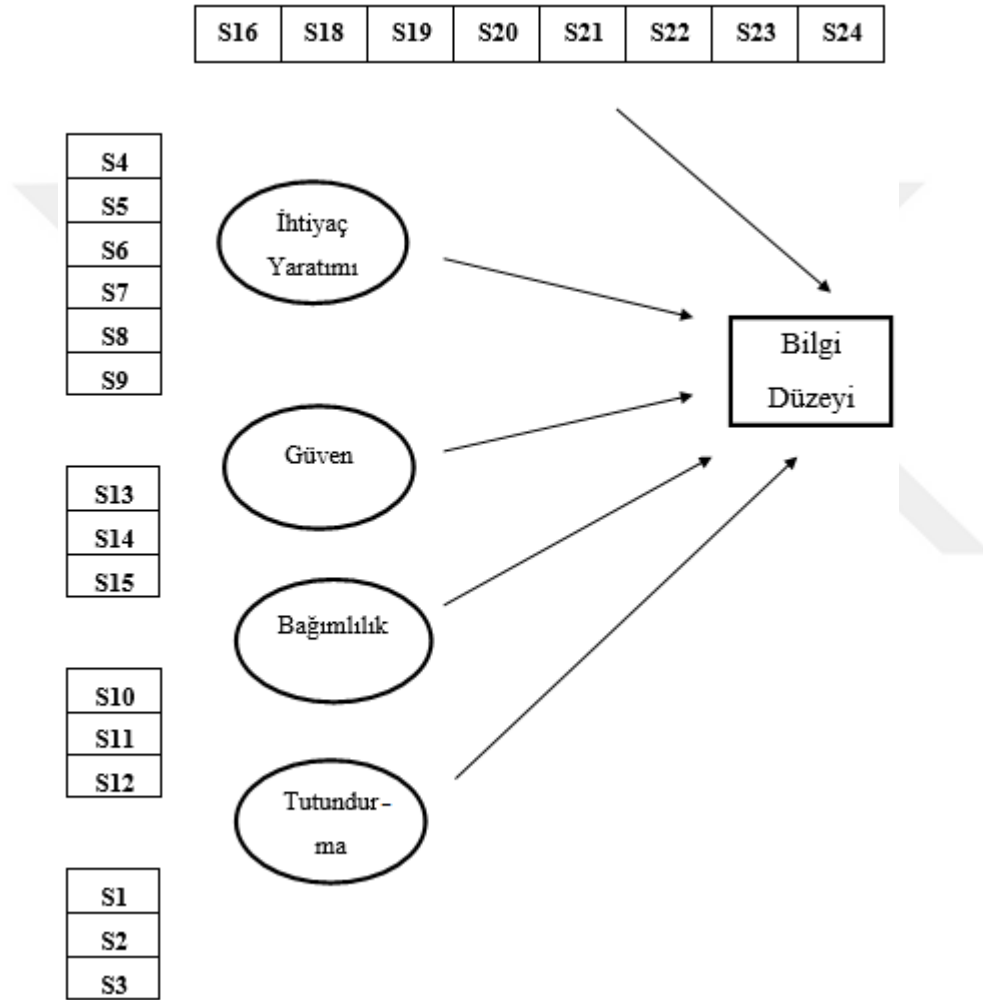 S16 S18 S19 S20 S21 S22 S23 S24
S4
S5
S6
S7
S8
S9
İhtiyaç
Yaratımı
Bilgi
Düzeyi
Güven
S13
S14
S15
Bağımlılık
S10
S11
S12
Tutundur-
ma
S1
S2
S3